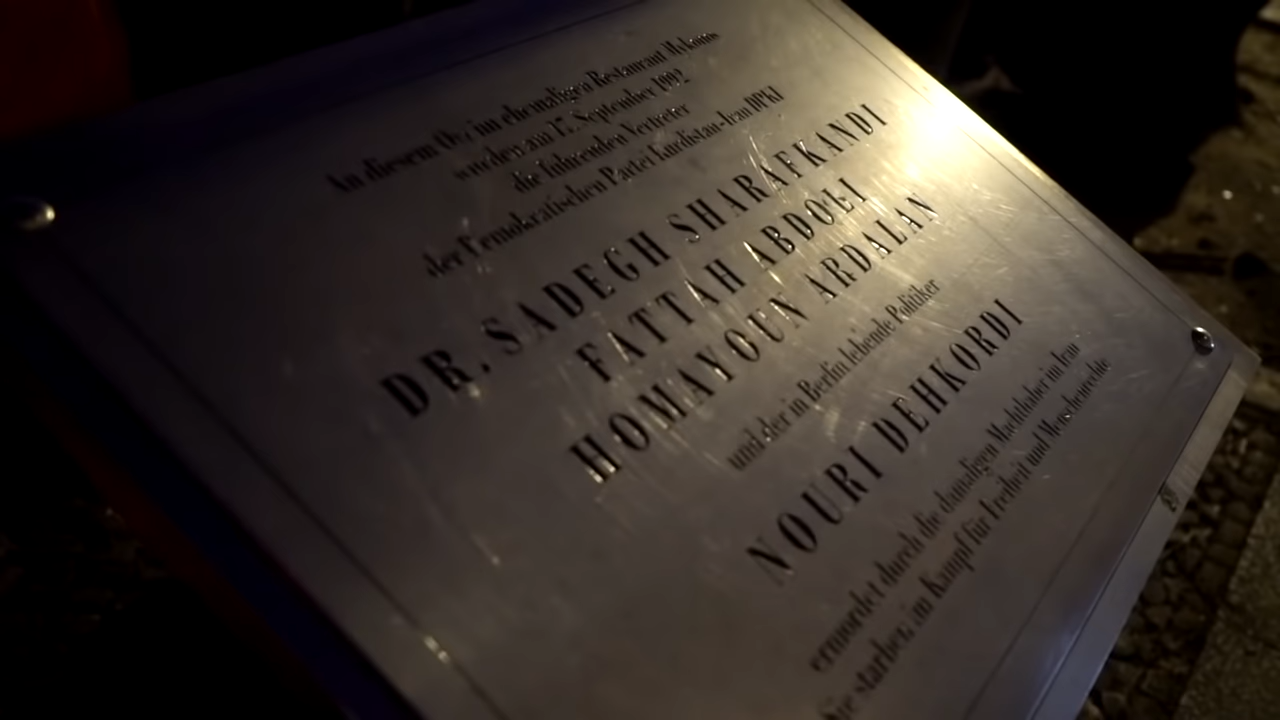 An diesem Ort, im ehemaligen Restaurant Mykonos
wurden am 17. September 1992
die führenden Vertreter
der Demokratischen Partei Kurdistan-Iran DPKI
DR. SADEGH SHARAFKANDI
FATTAH ABDOLI
HOMAYOUN ARDALAN
und der in Berlin lebende Politiker
NOURI DEHKORDI
ermordet durch die damaligen Machthaber im Iran
Sie starben im Kampf für Freiheit und Menschenrechte